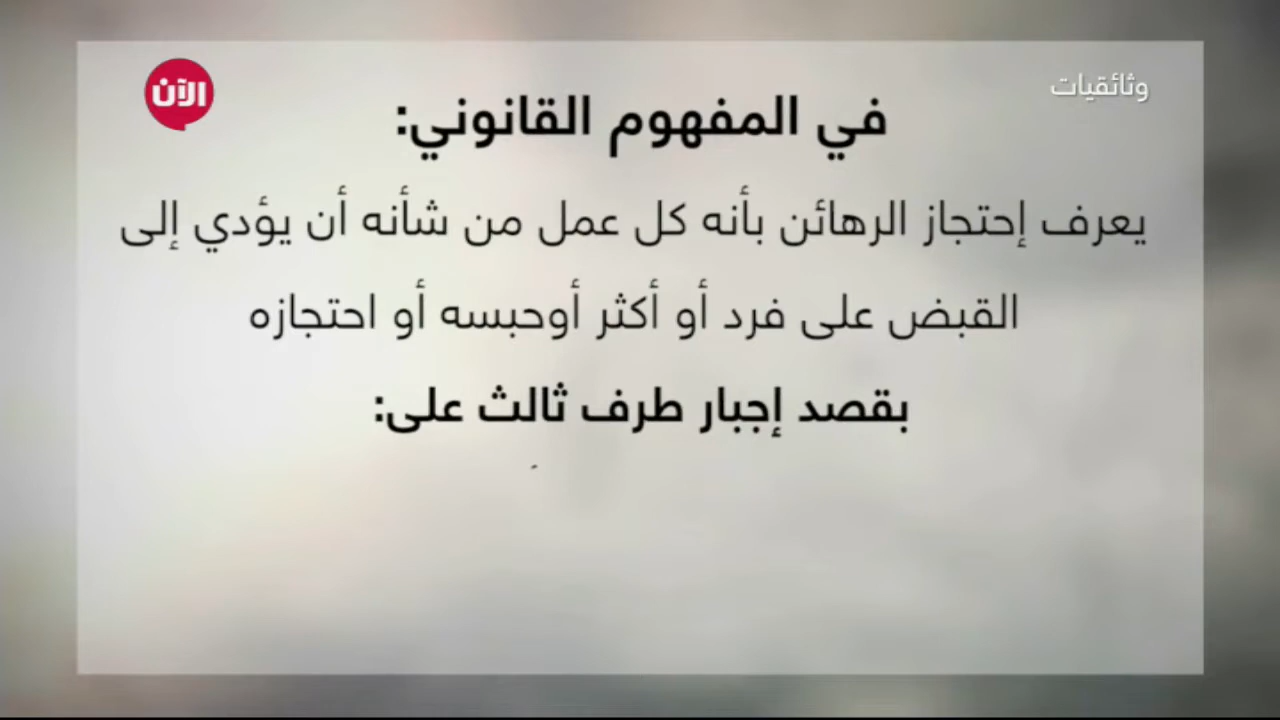 وثائقيات
الآن
في المفهوم القانوني:
يعرف إحتجاز الرهائن بأنه كل عمل من شأنه أن يؤدي إلى
القبض على فرد أو أكثر أوحبسه أو احتجازه
بقصد إجبار طرف ثالث على: